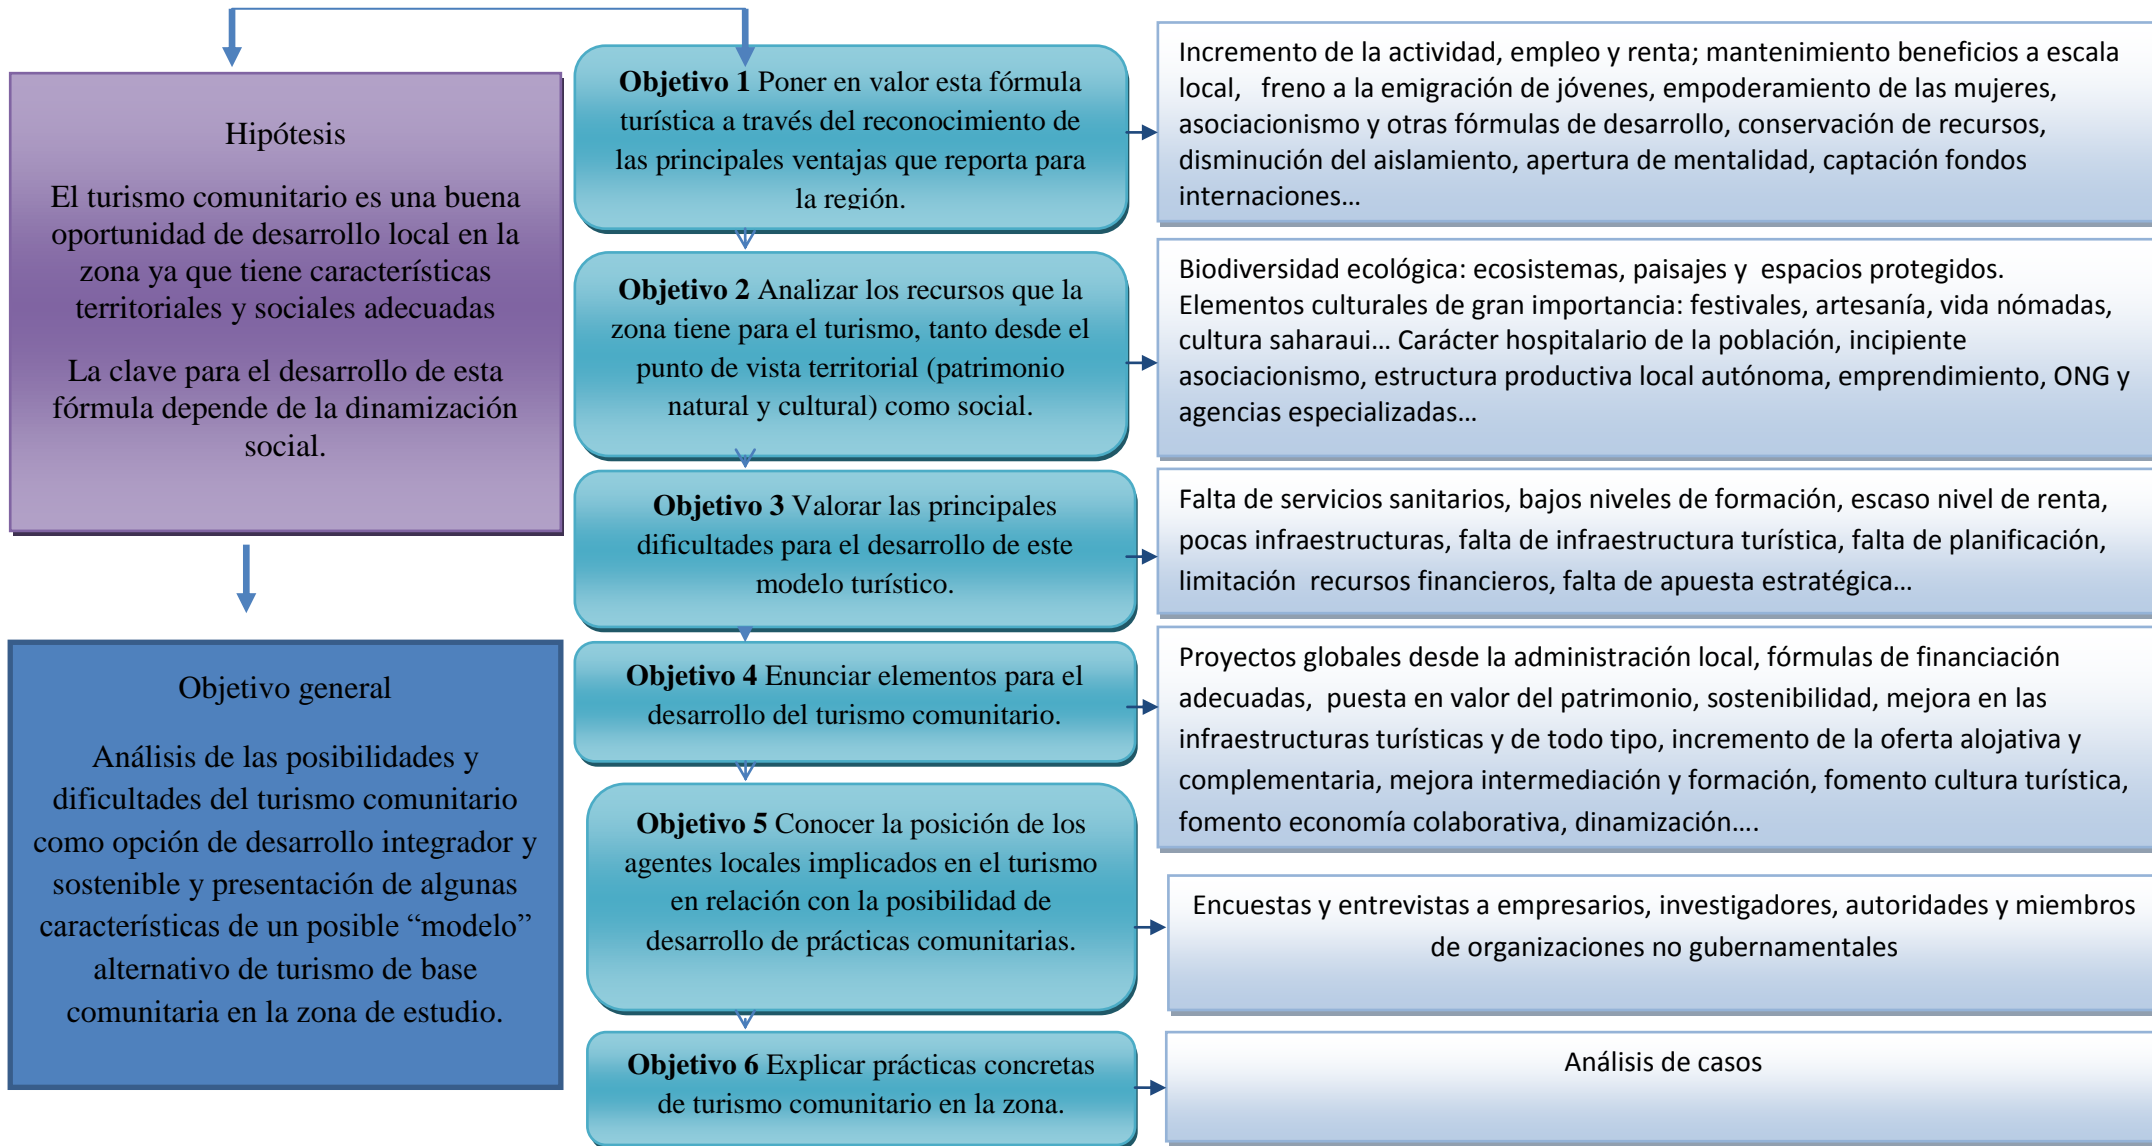 Hipótesis
El turismo comunitario es una buena
oportunidad de desarrollo local en la
zona ya que tiene características
territoriales y sociales adecuadas
La clave para el desarrollo de esta
fórmula depende de la dinamización
social.
Objetivo general
Análisis de las posibilidades y
dificultades del turismo comunitario
como opción de desarrollo integrador y
sostenible y presentación de algunas
características de un posible “modelo”
alternativo de turismo de base
comunitaria en la zona de estudio.
Objetivo 1 Poner en valor esta fórmula
turística a través del reconocimiento de
las principales ventajas que reporta para
la región.
Incremento de la actividad, empleo y renta; mantenimiento beneficios a escala
local, freno a la emigración de jóvenes, empoderamiento de las mujeres,
asociacionismo y otras fórmulas de desarrollo, conservación de recursos,
disminución del aislamiento, apertura de mentalidad, captación fondos
internaciones…
Objetivo 2 Analizar los recursos que la
zona tiene para el turismo, tanto desde el
punto de vista territorial (patrimonio
natural y cultural) como social.
Biodiversidad ecológica: ecosistemas, paisajes y espacios protegidos.
Elementos culturales de gran importancia: festivales, artesanía, vida nómadas,
cultura saharaui… Carácter hospitalario de la población, incipiente
asociacionismo, estructura productiva local autónoma, emprendimiento, ONG y
agencias especializadas…
Objetivo 3 Valorar las principales
dificultades para el desarrollo de este
modelo turístico.
Falta de servicios sanitarios, bajos niveles de formación, escaso nivel de renta,
pocas infraestructuras, falta de infraestructura turística, falta de planificación,
limitación recursos financieros, falta de apuesta estratégica…
Objetivo 4 Enunciar elementos para el
desarrollo del turismo comunitario.
Proyectos globales desde la administración local, fórmulas de financiación
adecuadas, puesta en valor del patrimonio, sostenibilidad, mejora en las
infraestructuras turísticas y de todo tipo, incremento de la oferta alojativa y
complementaria, mejora intermediación y formación, fomento cultura turística,
fomento economía colaborativa, dinamización….
Objetivo 5 Conocer la posición de los
agentes locales implicados en el turismo
en relación con la posibilidad de
desarrollo de prácticas comunitarias.
Encuestas y entrevistas a empresarios, investigadores, autoridades y miembros
de organizaciones no gubernamentales
Objetivo 6 Explicar prácticas concretas
de turismo comunitario en la zona.
Análisis de casos